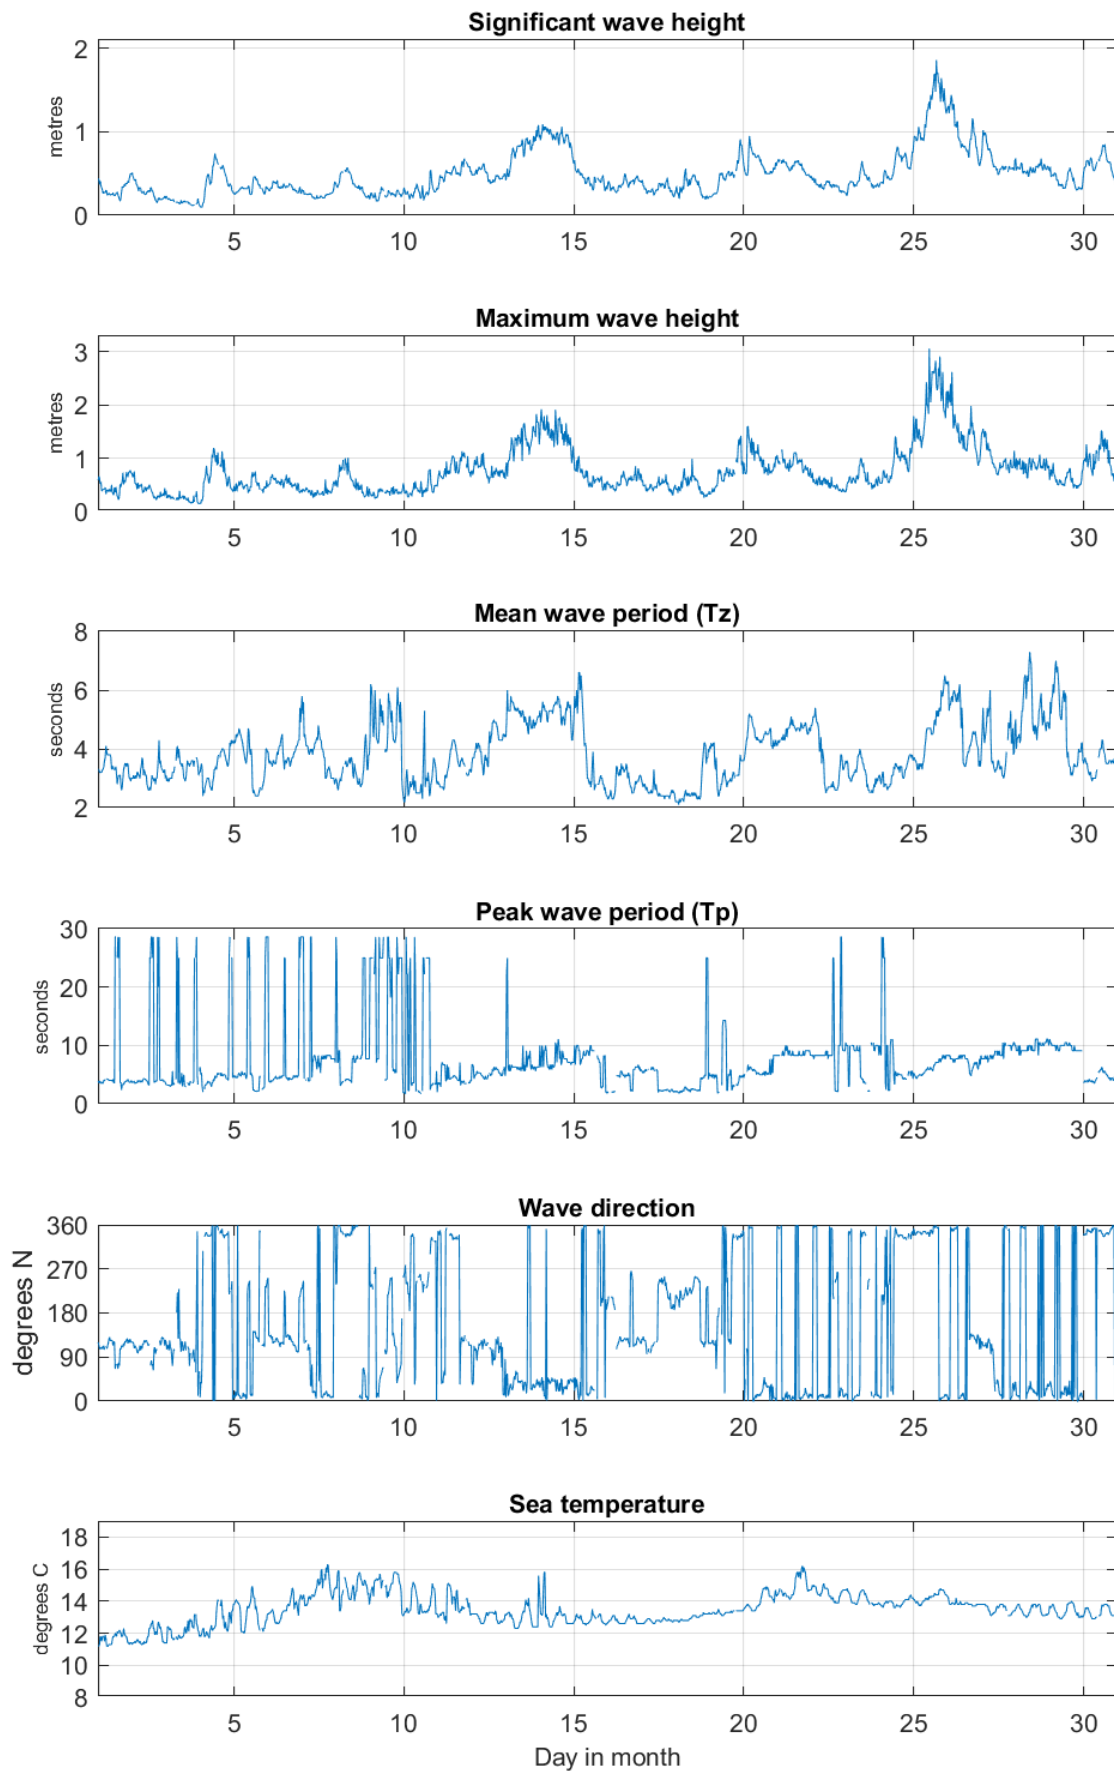 Significant wave height
metres
2
1
0
5 10 15 20 25 30
Maximum wave height
metres
3
2
1
0
5 10 15 20 25 30
Mean wave period (Tz)
seconds
8
6
4
2
5 10 15 20 25 30
Peak wave period (Tp)
seconds
30
20
10
0
5 10 15 20 25 30
Wave direction
degrees N
360
270
180
90
0
5 10 15 20 25 30
Sea temperature
degrees C
18
16
14
12
10
8
5 10 15 20 25 30
Day in month